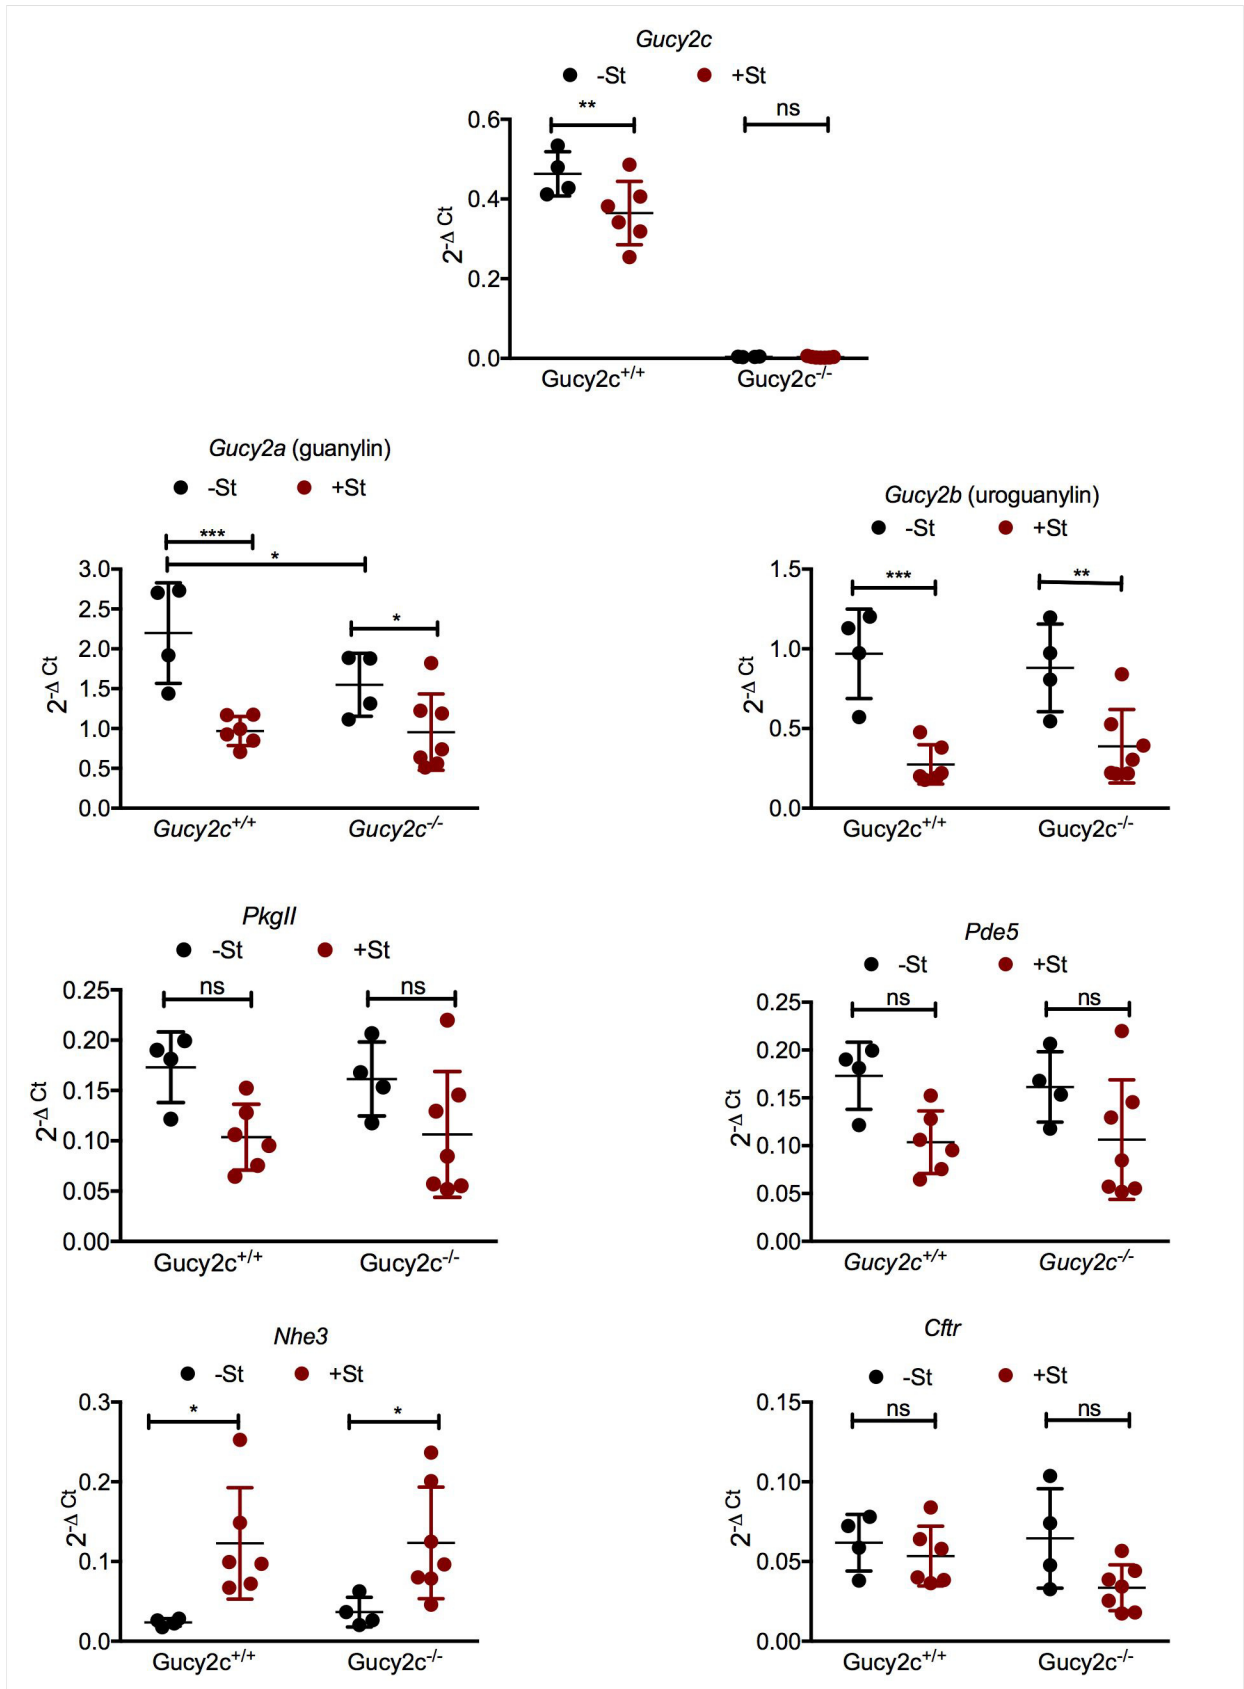 Gucy2c
-St +St
** ns
0.6
0.4
0.2
0.0
2-Δ Ct
Gucy2c+/+ Gucy2c-/-
Gucy2a (guanylin)
-St +St
***
*
*
3.0
2.5
2.0
1.5
1.0
0.5
0.0
2-Δ Ct
Gucy2c+/+ Gucy2c-/-
Gucy2b (uroguanylin)
-St +St
*** **
1.5
1.0
0.5
0.0
2-Δ Ct
Gucy2c+/+ Gucy2c-/-
PkgII
-St +St
ns ns
0.25
0.20
0.15
0.10
0.05
0.00
2-Δ Ct
Gucy2c+/+ Gucy2c-/-
Pde5
-St +St
ns ns
0.25
0.20
0.15
0.10
0.05
0.00
2-Δ Ct
Gucy2c+/+ Gucy2c-/-
Nhe3
-St +St
* *
0.3
0.2
0.1
0.0
2-Δ Ct
Gucy2c+/+ Gucy2c-/-
Cftr
-St +St
ns ns
0.15
0.10
0.05
0.00
2-Δ Ct
Gucy2c+/+ Gucy2c-/-